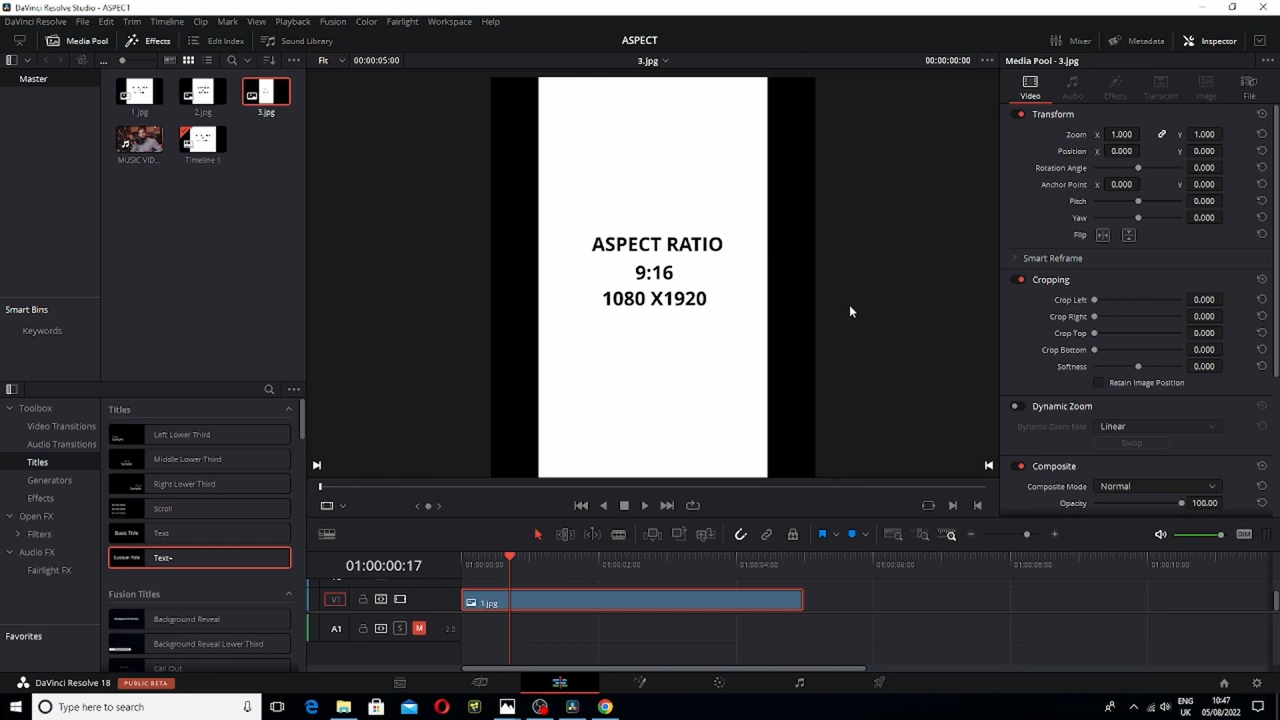 DaVinci Resolve Studio - ASPECT
DaVinci Resolve File Edit Trim Timeline Clip Mark View Playback Fusion Color Fairlight Workspace Help
Media Pool Effects Edit Index Sound Library ASPECT Mixer Metadata Inspector
Fit 00:00:05:00 3.jpg 00:00:00:00 Media Pool - 3.jpg
Master
1.jpg 2.jpg 3.jpg
MUSIC VID... Timeline 1
Smart Bins
Keywords
ASPECT RATIO
9:16
1080 X1920
Video Audio Effects Transition Image File
Transform
Zoom X 1.000 Y 1.000
Position X 0.000 Y 0.000
Rotation Angle 0.000
Anchor Point X 0.000 Y 0.000
Pitch 0.000
Yaw 0.000
Flip
Smart Reframe
Cropping
Crop Left 0.000
Crop Right 0.000
Crop Top 0.000
Crop Bottom 0.000
Softness 0.000
Retain Image Position
Dynamic Zoom
Dynamic Zoom Ease Linear
Swap
Composite
Composite Mode Normal
Opacity 100.00
Toolbox
Video Transitions
Audio Transitions
Titles
Generators
Effects
Open FX
Filters
Audio FX
Fairlight FX
Favorites
Titles
Left Lower Third
Middle Lower Third
Right Lower Third
Scroll
Basic Title Text
Custom Title Text+
Fusion Titles
Background Reveal
Background Reveal Lower Third
Call Out
DIM
01:00:00:17 01:00:00:00 01:00:02:00 01:00:04:00 01:00:06:00 01:00:08:00 01:00:10:00
V1 1.jpg
A1 S M 2.0
DaVinci Resolve 18 PUBLIC BETA
Type here to search
ENG
UK
10:47
05/08/2022